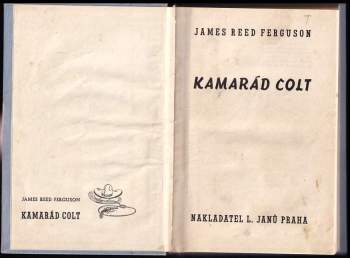 JAMES REED FERGUSON
KAMARÁD COLT
JAMES REED FERGUSON
KAMARÁD COLT
NAKLADATEL L. JANŮ PRAHA